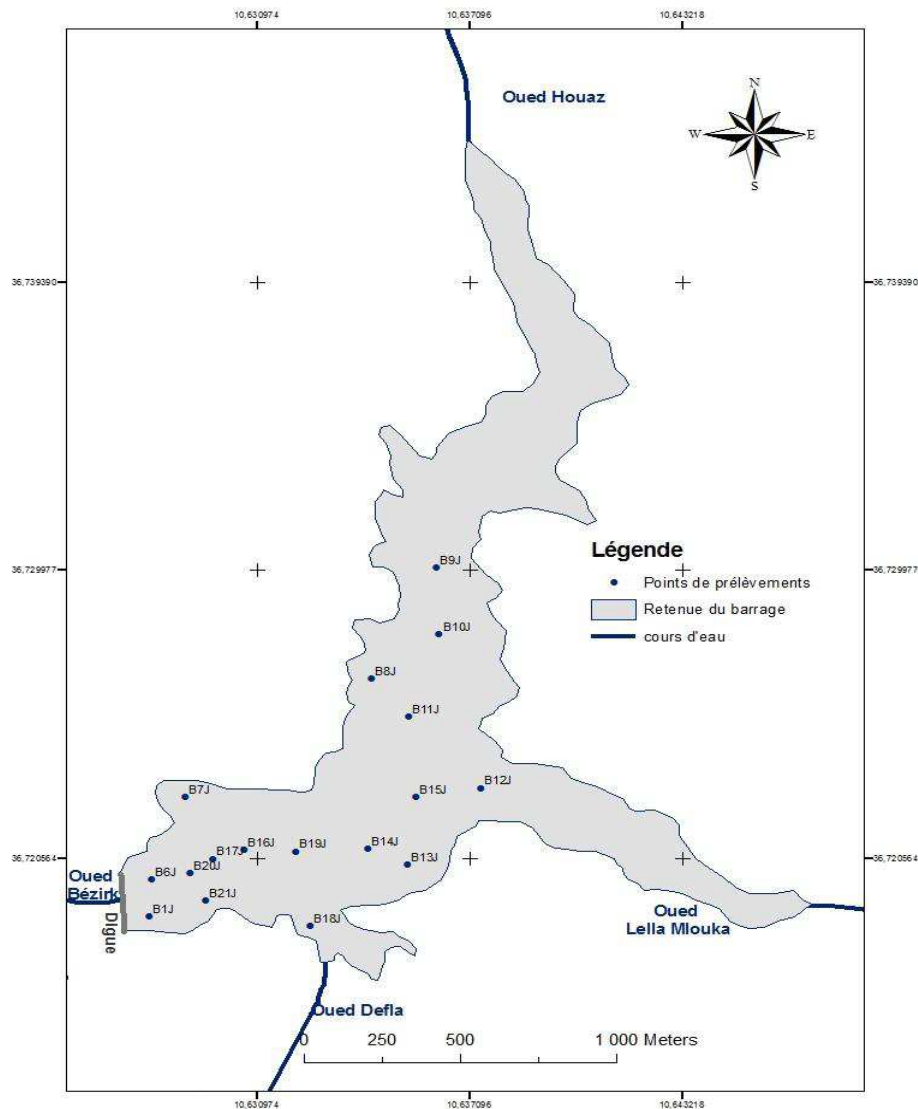 10,630974
10,637096
10,643218
Oued Houaz
N
W
E
S
36,739390
36,739390
B9J
36,729977
36,729977
Légende
Points de prélèvements
Retenue du barrage
cours d'eau
B10J
B8J
B11J
B7J
B15J
B12J
B17J
B16J
B19J
B14J
B13J
36,720564
36,720564
Oued
Bézirk
B6J
B20J
B21J
B1J
B18J
Digue
Oued
Lella Mlouka
Oued Defla
0
250
500
1 000 Meters
10,630974
10,637096
10,643218